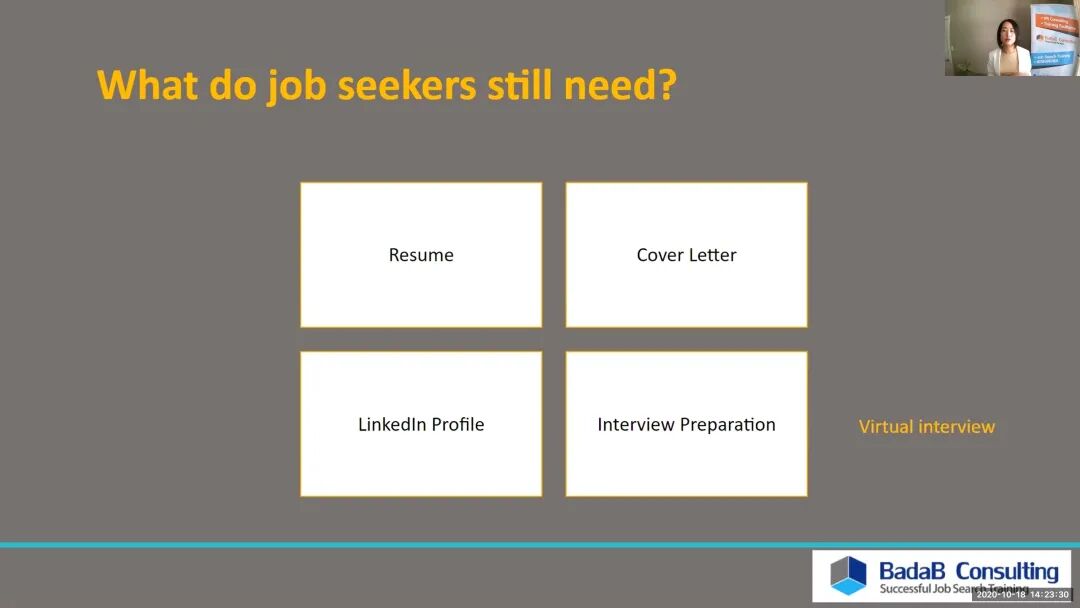 What do job seekers still need?
Resume
Cover Letter
LinkedIn Profile
Interview Preparation
Virtual interview
BadaB Consulting
Successful Job Search Training
2020-10-18 14:23:30